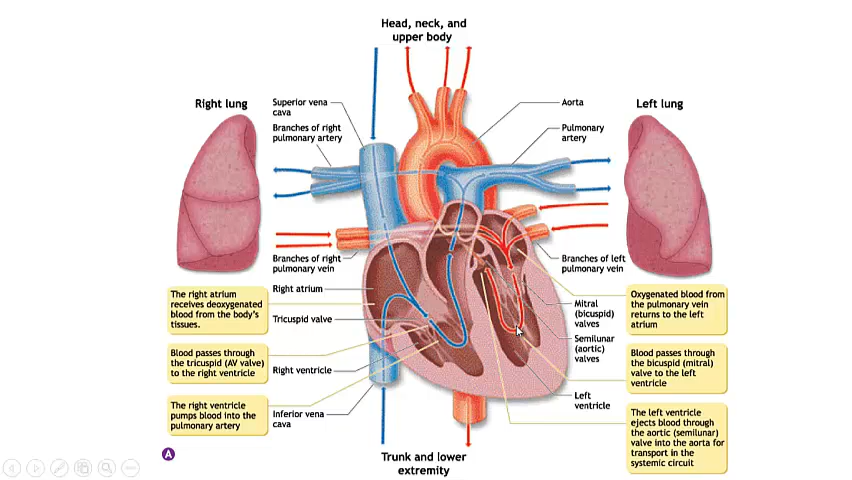 Head, neck, and
upper body
Right lung
Superior vena
cava
Branches of right
pulmonary artery
Aorta
Pulmonary
artery
Left lung
Branches of right
pulmonary vein
Right atrium
Tricuspid valve
Right ventricle
Inferior vena
cava
Branches of left
pulmonary vein
Mitral
(bicuspid)
valves
Semilunar
(aortic)
valves
Left
ventricle
The right atrium
receives deoxygenated
blood from the body's
tissues.
Blood passes through
the tricuspid (AV valve)
to the right ventricle
The right ventricle
pumps blood into the
pulmonary artery
Oxygenated blood from
the pulmonary vein
returns to the left
atrium
Blood passes through
the bicuspid (mitral)
valve to the left
ventricle
The left ventricle
ejects blood through
the aortic (semilunar)
valve into the aorta for
transport in the
systemic circuit
A
Trunk and lower
extremity